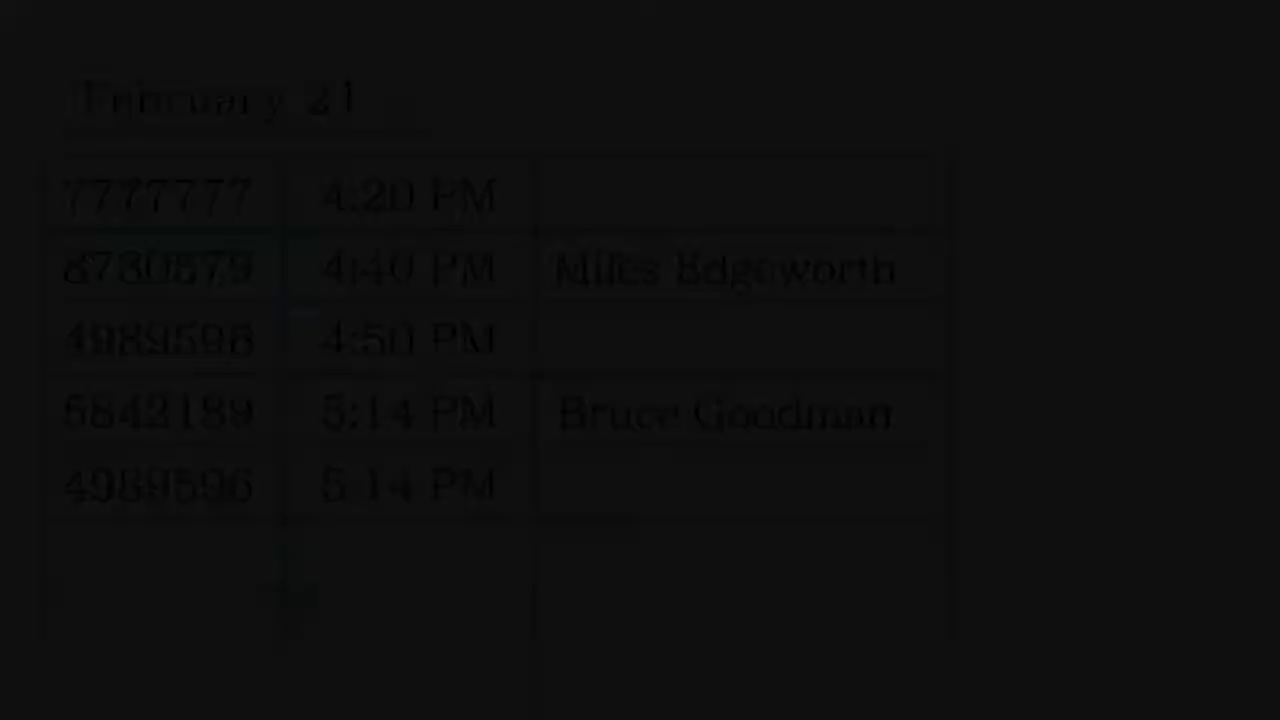 February 21
7777777 4:20 PM
8730579 4:40 PM Miles Edgeworth
4989596 4:50 PM
5842189 5:14 PM Bruce Goodman
4989596 5:14 PM